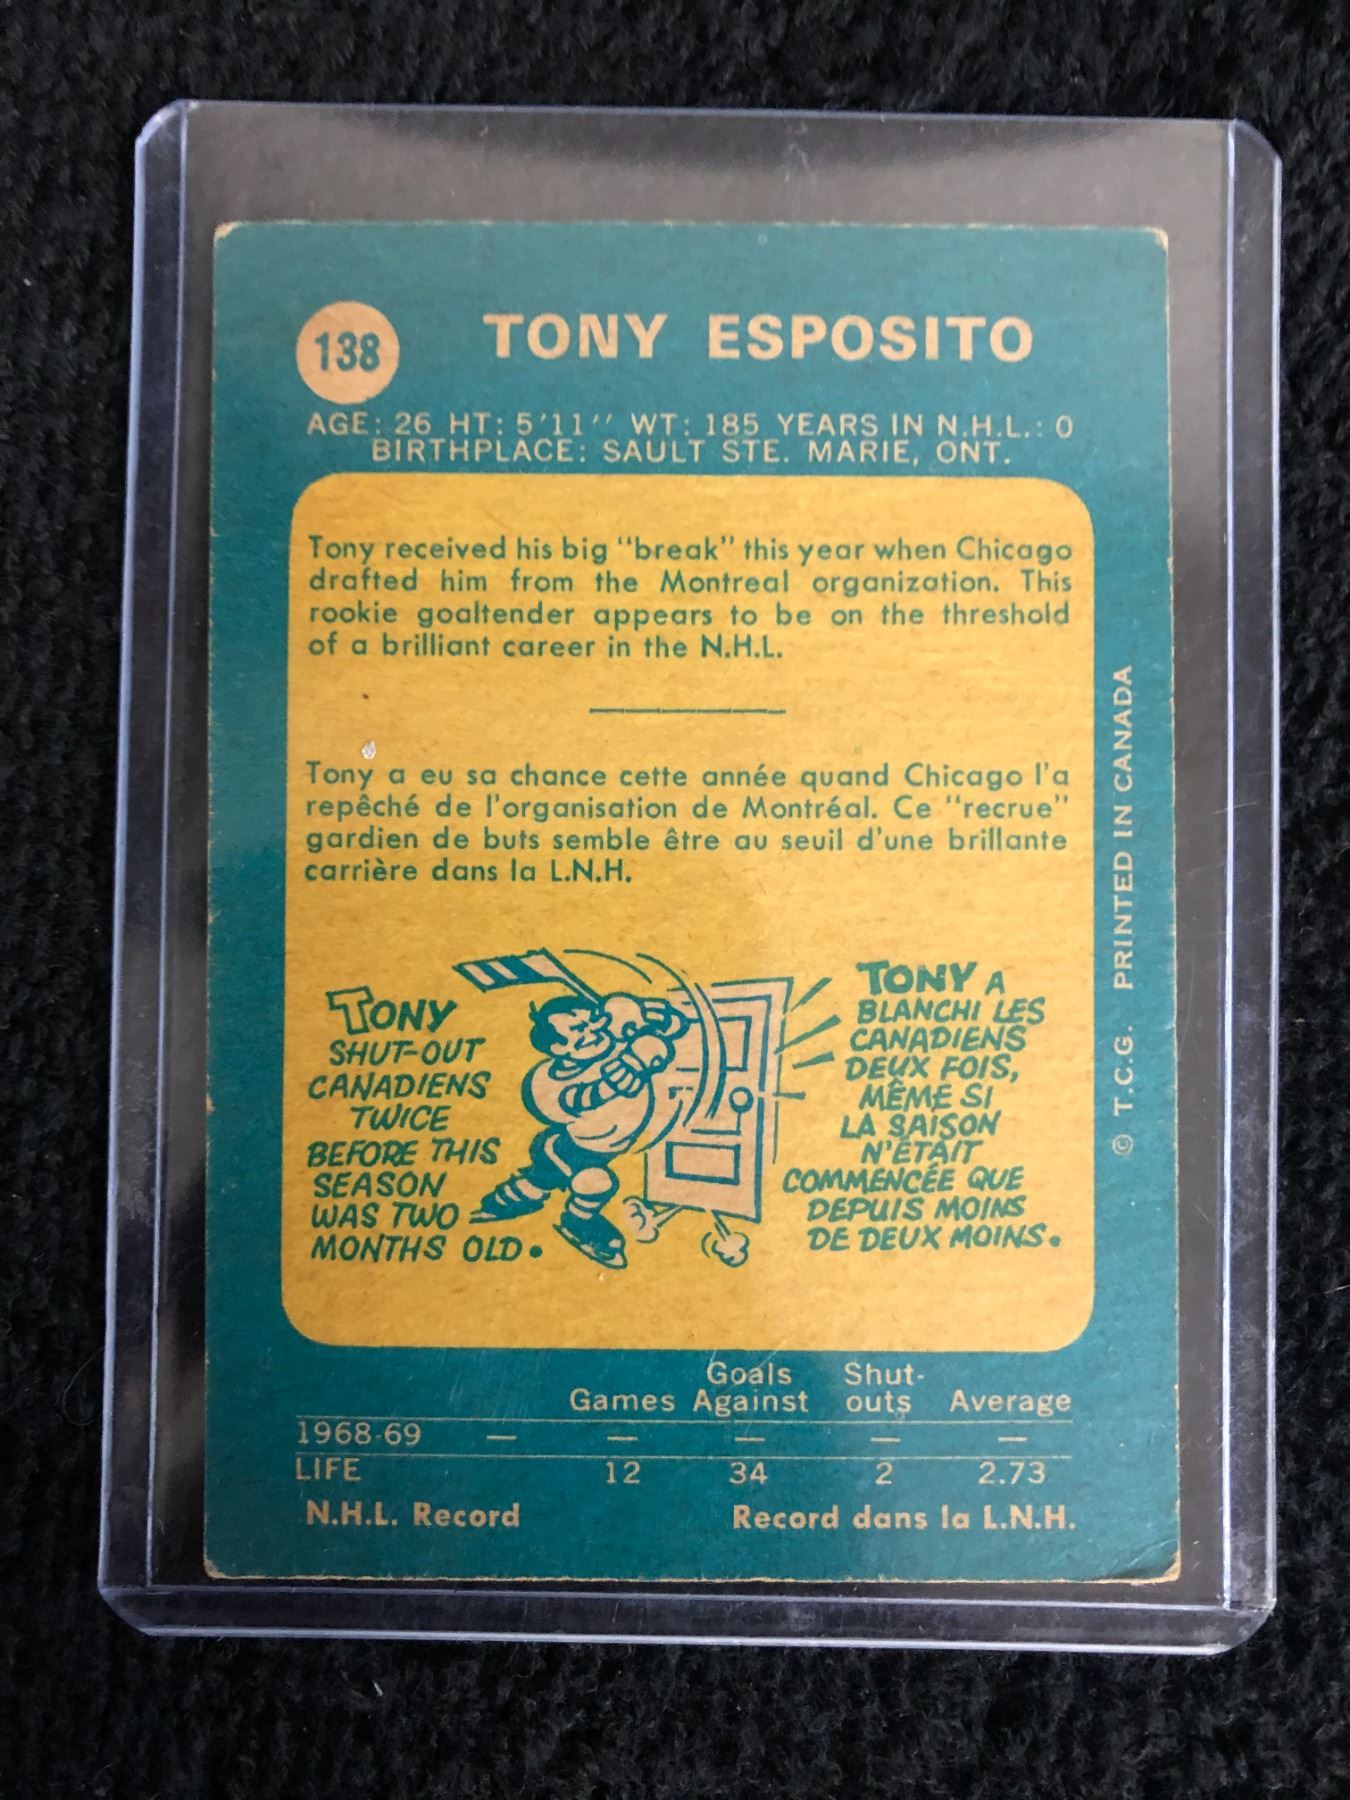 138
TONY ESPOSITO
AGE: 26 HT: 5'11'' WT: 185 YEARS IN N.H.L.: 0
BIRTHPLACE: SAULT STE. MARIE, ONT.
Tony received his big "break" this year when Chicago
drafted him from the Montreal organization. This
rookie goaltender appears to be on the threshold
of a brilliant career in the N.H.L.
Tony a eu sa chance cette année quand Chicago l'a
repêché de l'organisation de Montréal. Ce "recrue"
gardien de buts semble être au seuil d'une brillante
carrière dans la L.N.H.
TONY
SHUT-OUT
CANADIENS
TWICE
BEFORE THIS
SEASON
WAS TWO
MONTHS OLD.
TONY A
BLANCHI LES
CANADIENS
DEUX FOIS,
MÊME SI
LA SAISON
N'ÉTAIT
COMMENCÉE QUE
DEPUIS MOINS
DE DEUX MOINS.
Games Goals Against Shut-outs Average
1968-69 — — — — —
LIFE 12 34 2 2.73
N.H.L. Record Record dans la L.N.H.
© T.C.G. PRINTED IN CANADA